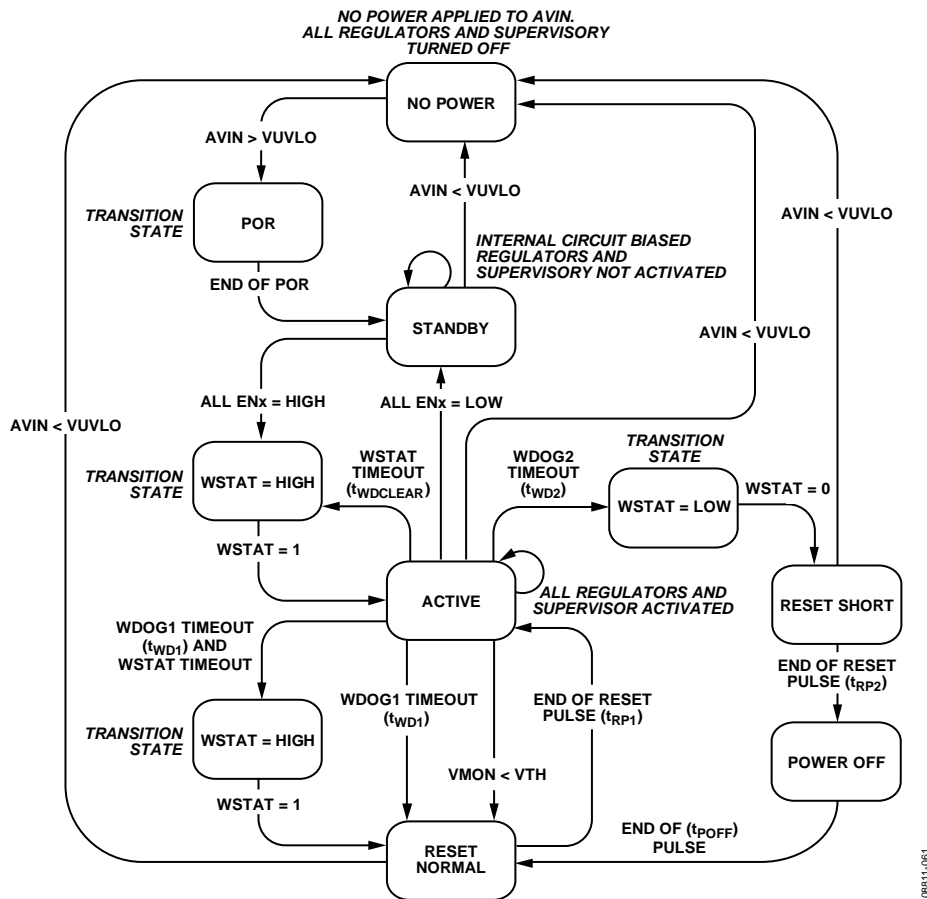 NO POWER APPLIED TO AVIN.
ALL REGULATORS AND SUPERVISORY
TURNED OFF
NO POWER
AVIN > VUVLO
AVIN < VUVLO
AVIN < VUVLO
TRANSITION
STATE
POR
INTERNAL CIRCUIT BIASED
REGULATORS AND
SUPERVISORY NOT ACTIVATED
END OF POR
STANDBY
AVIN < VUVLO
ALL ENx = HIGH
ALL ENx = LOW
AVIN < VUVLO
TRANSITION
STATE
WSTAT = HIGH
WSTAT
TIMEOUT
(tWDCLEAR)
WDOG2
TIMEOUT
(tWD2)
TRANSITION
STATE
WSTAT = LOW
WSTAT = 0
WSTAT = 1
ACTIVE
ALL REGULATORS AND
SUPERVISOR ACTIVATED
RESET SHORT
WDOG1 TIMEOUT
(tWD1) AND
WSTAT TIMEOUT
WDOG1 TIMEOUT
(tWD1)
END OF RESET
PULSE (tRP1)
END OF RESET
PULSE (tRP2)
TRANSITION
STATE
WSTAT = HIGH
VMON < VTH
POWER OFF
WSTAT = 1
RESET
NORMAL
END OF (tPOFF)
PULSE
08811-061